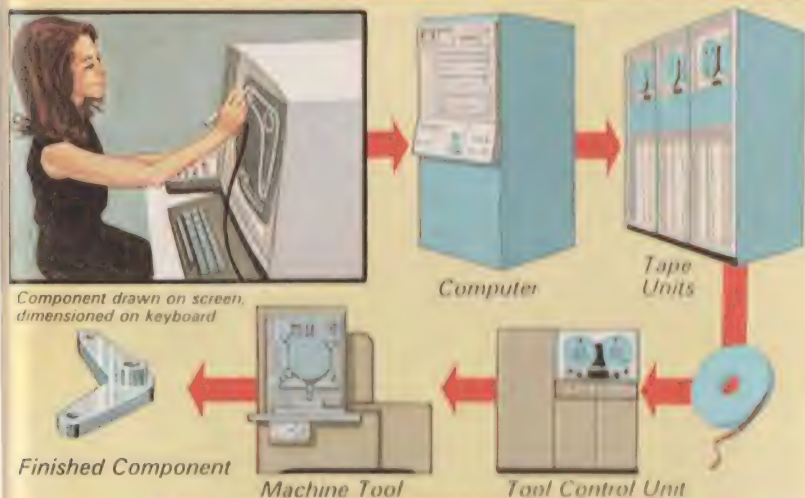 Component drawn on screen,
dimensioned on keyboard
Computer
Tape
Units
Finished Component
Machine Tool
Tool Control Unit